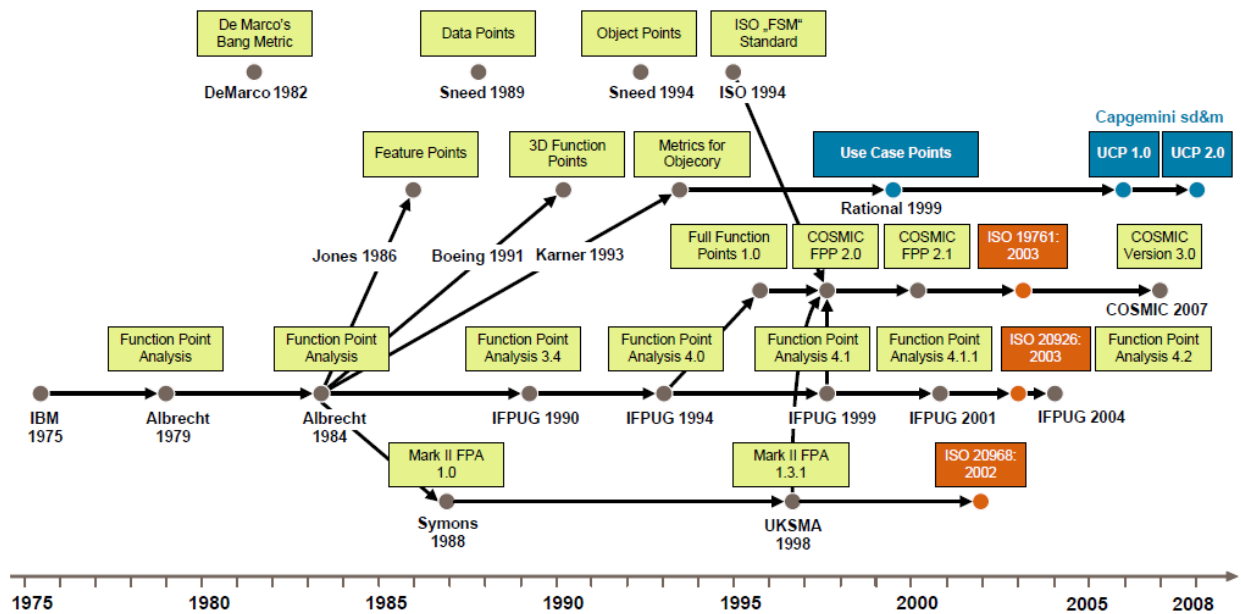 De Marco's
Bang Metric
Data Points
Object Points
ISO „FSM“
Standard
DeMarco 1982
Sneed 1989
Sneed 1994
ISO 1994
Capgemini sd&m
Feature Points
3D Function
Points
Metrics for
Objecory
Use Case Points
UCP 1.0
UCP 2.0
Rational 1999
Jones 1986
Boeing 1991
Karner 1993
Full Function
Points 1.0
COSMIC
FPP 2.0
COSMIC
FPP 2.1
ISO 19761:
2003
COSMIC
Version 3.0
COSMIC 2007
Function Point
Analysis
Function Point
Analysis
Function Point
Analysis 3.4
Function Point
Analysis 4.0
Function Point
Analysis 4.1
Function Point
Analysis 4.1.1
ISO 20926:
2003
Function Point
Analysis 4.2
IBM
1975
Albrecht
1979
Albrecht
1984
IFPUG 1990
IFPUG 1994
IFPUG 1999
IFPUG 2001
IFPUG 2004
Mark II FPA
1.0
Mark II FPA
1.3.1
ISO 20968:
2002
Symons
1988
UKSMA
1998
1975
1980
1985
1990
1995
2000
2005
2008